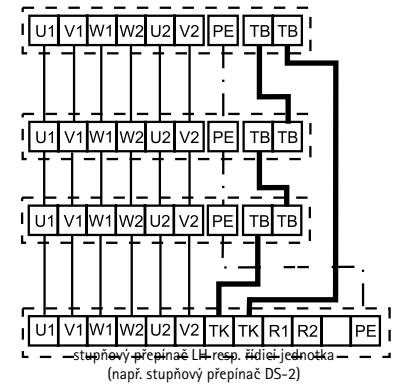 U1 V1 W1 W2 U2 V2 PE TB TB
U1 V1 W1 W2 U2 V2 PE TB TB
U1 V1 W1 W2 U2 V2 PE TB TB
U1 V1 W1 W2 U2 V2 TK TK R1 R2 PE
stupňový přepínač LH resp. řídicí jednotka
(např. stupňový přepínač DS-2)